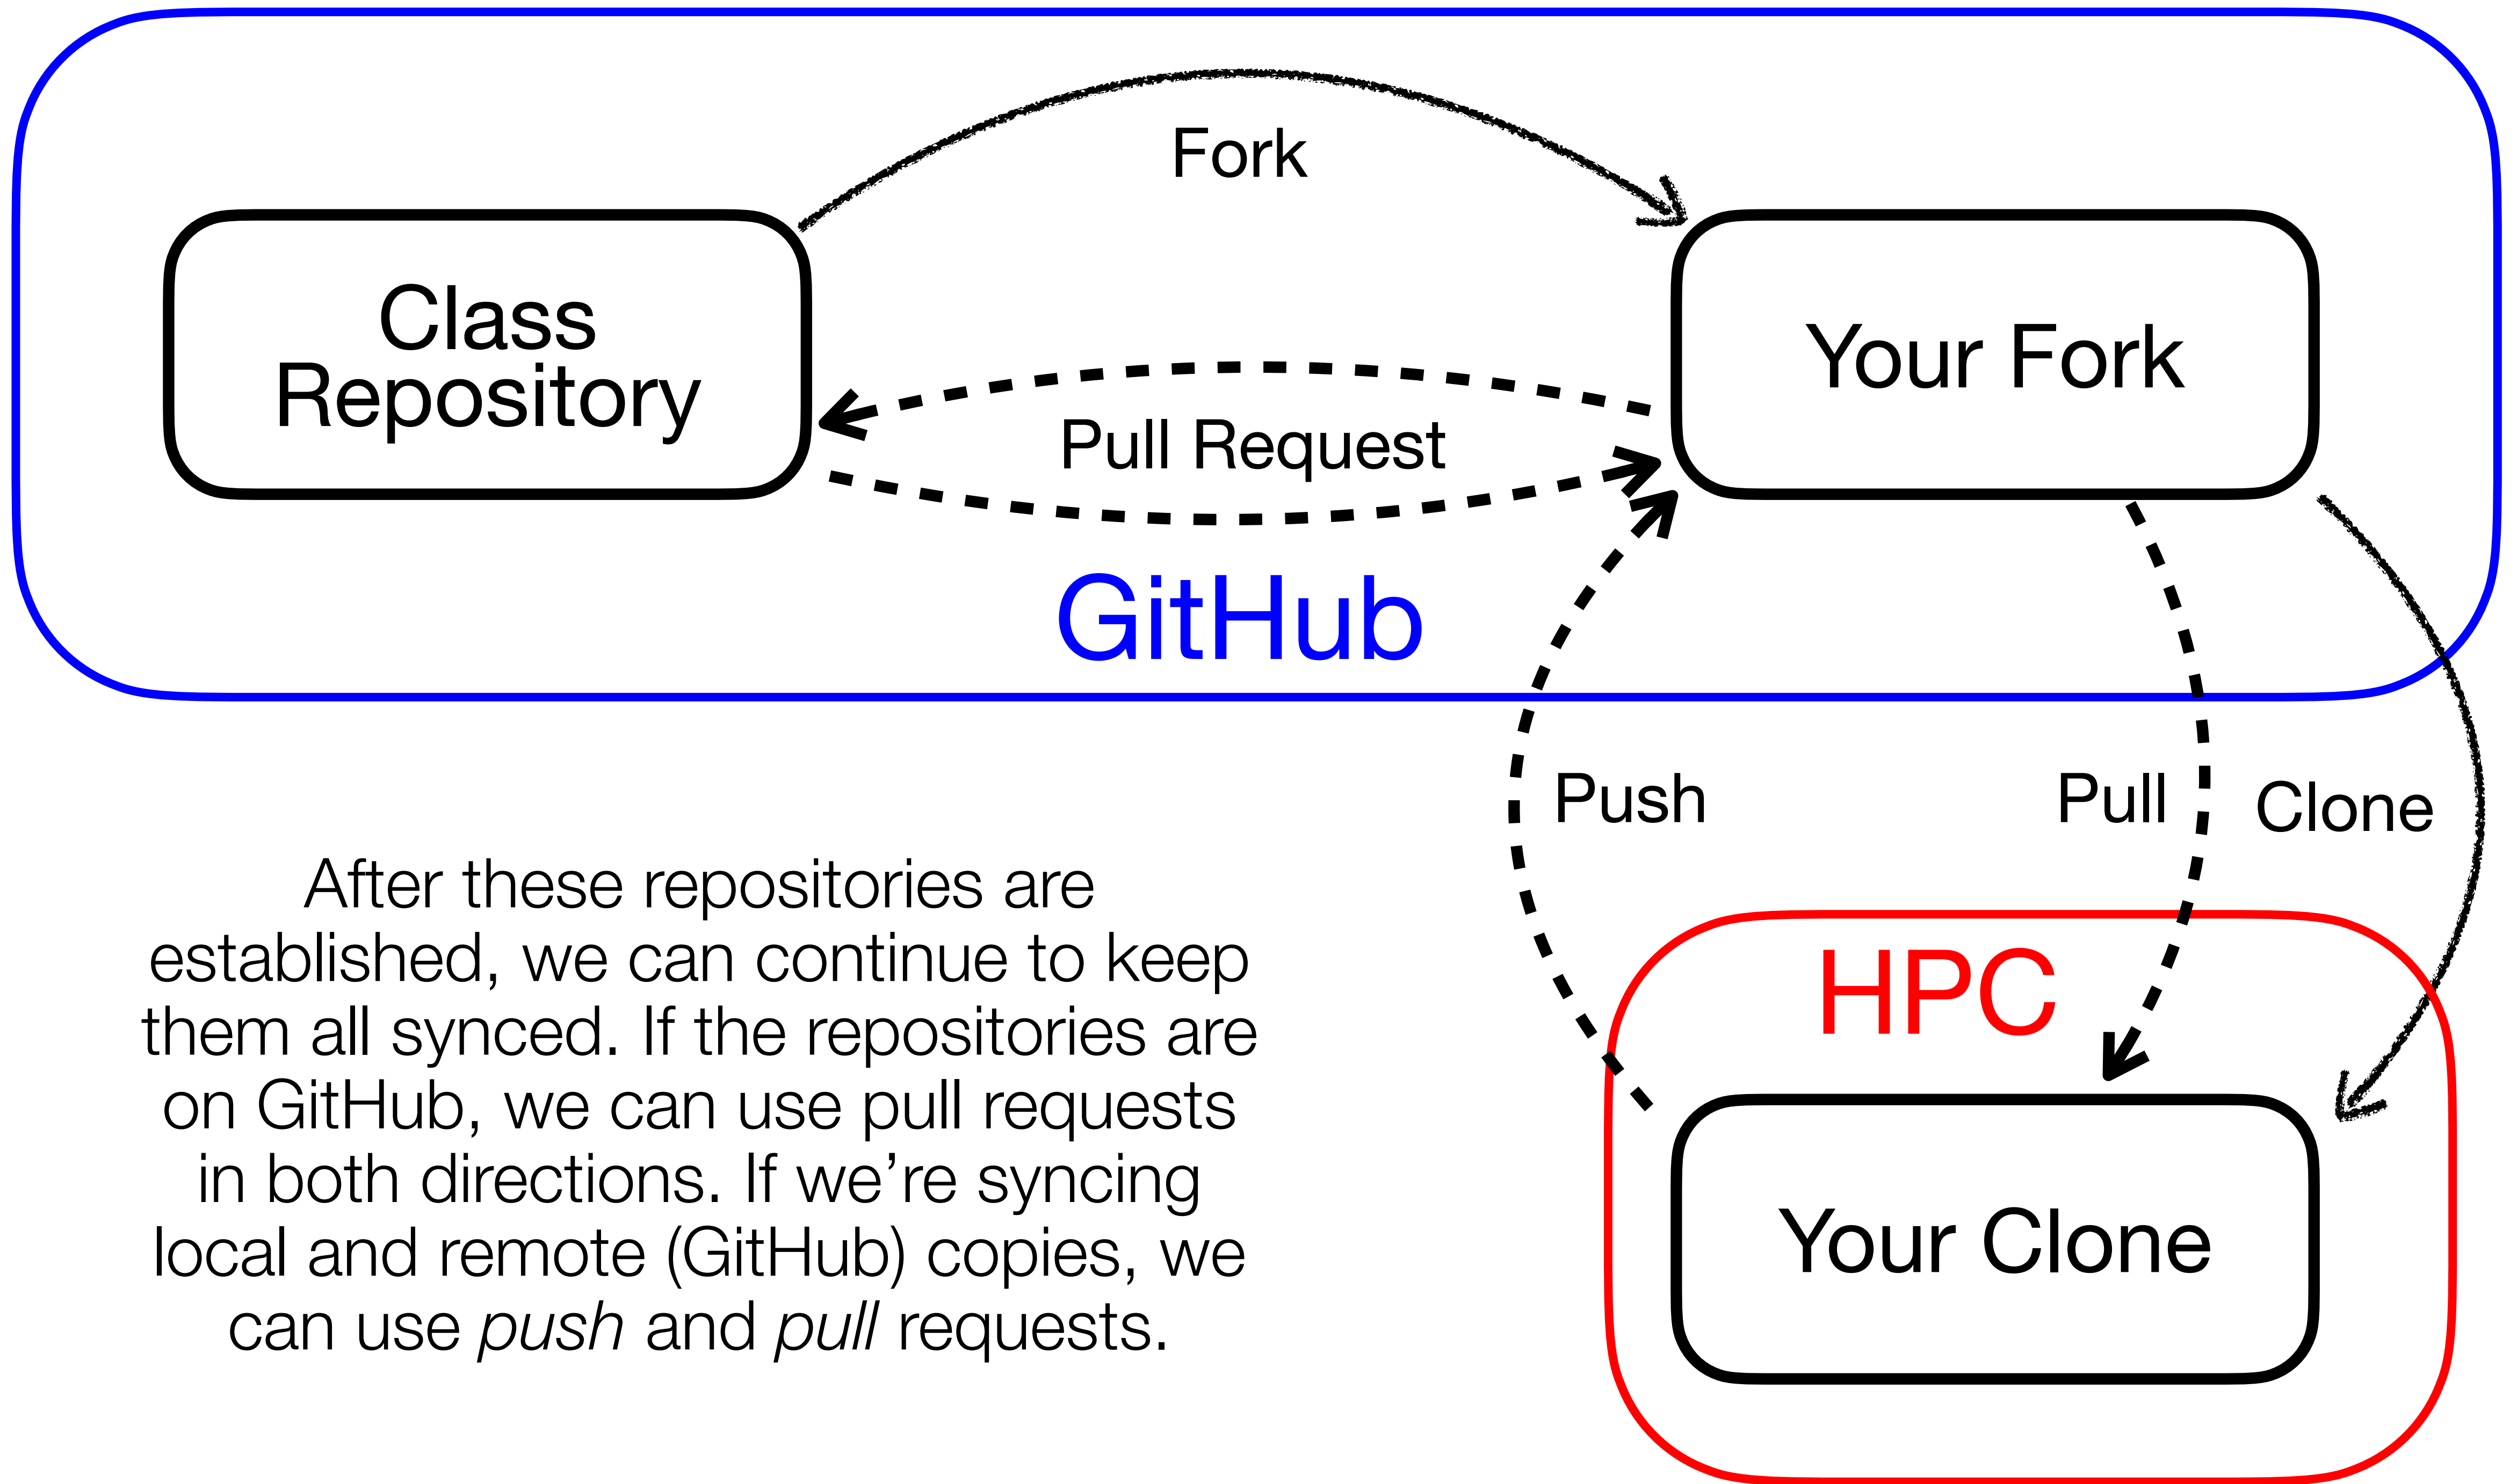 Fork
Class
Repository
Your Fork
Pull Request
GitHub
Push
Pull
Clone
After these repositories are
established, we can continue to keep
them all synced. If the repositories are
on GitHub, we can use pull requests
in both directions. If we’re syncing
local and remote (GitHub) copies, we
can use push and pull requests.
HPC
Your Clone